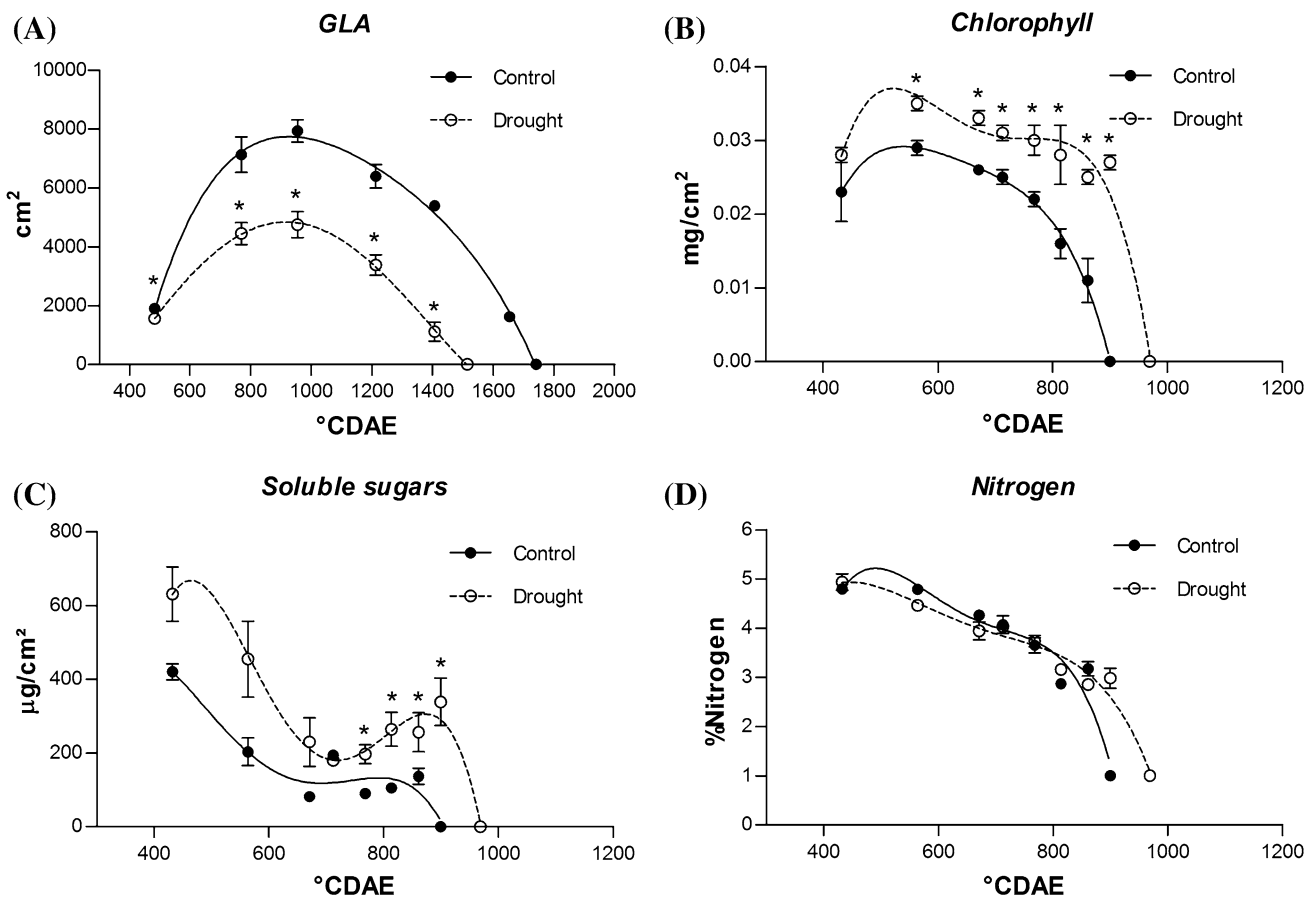 (A) GLA
10000
8000
6000
4000
2000
0
cm²
400 600 800 1000 1200 1400 1600 1800 2000
°CDAE
Control
Drought
* * * * *
(B) Chlorophyll
0.04
0.03
0.02
0.01
0.00
mg/cm²
400 600 800 1000 1200
°CDAE
Control
Drought
* * * * * * *
(C) Soluble sugars
800
600
400
200
0
µg/cm²
400 600 800 1000 1200
°CDAE
Control
Drought
* * * *
(D) Nitrogen
6
5
4
3
2
1
0
%Nitrogen
400 600 800 1000 1200
°CDAE
Control
Drought